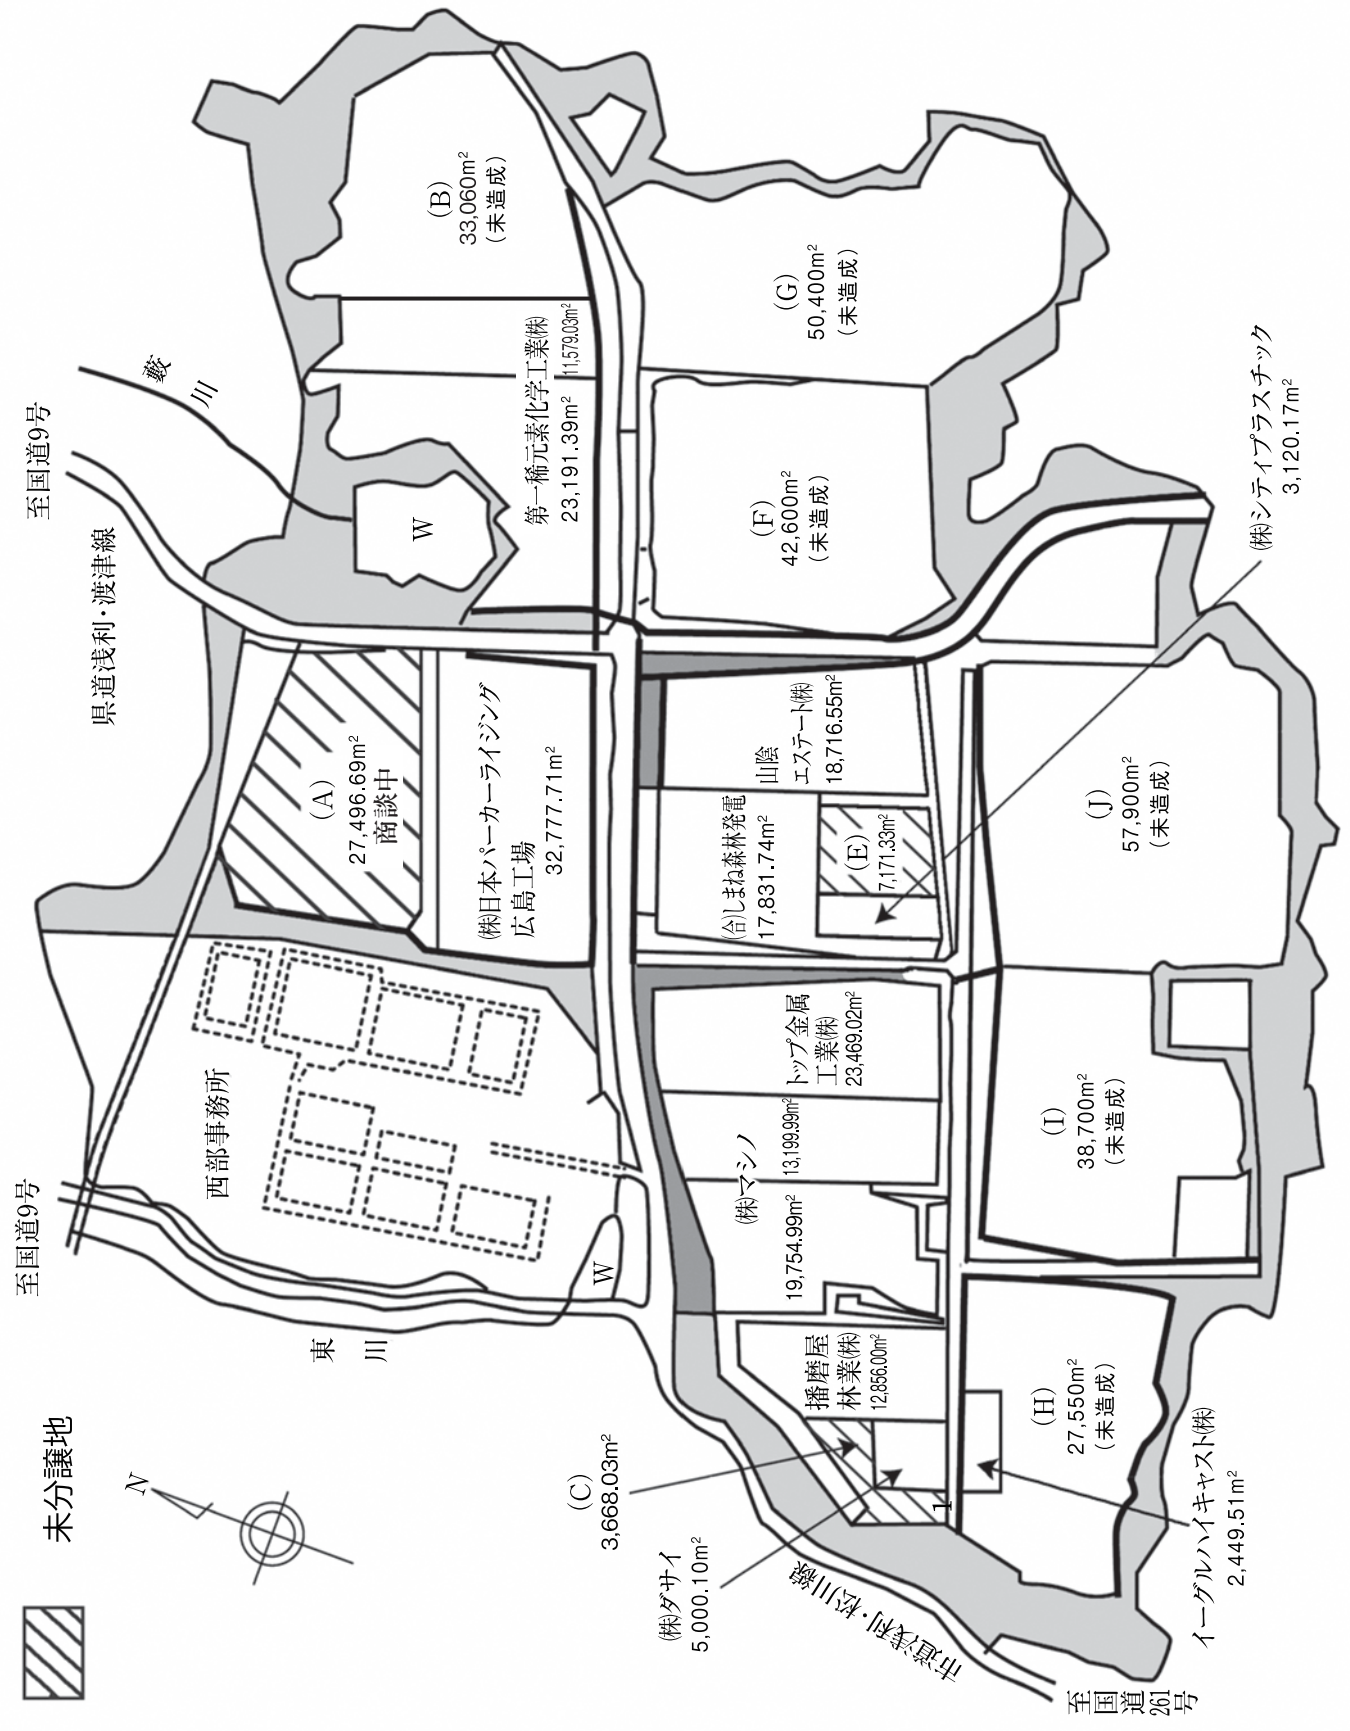 未分譲地
N
至国道9号
至国道9号
県道浅利・渡津線
藪川
東川
西部事務所
W
W
(A)
27,496.69m²
商談中
㈱日本パーカーライジング
広島工場
32,777.71m²
(B)
33,060m²
(未造成)
第一稀元素化学工業㈱
23,191.39m²
11,579.03m²
(G)
50,400m²
(未造成)
(F)
42,600m²
(未造成)
㈱シティプラスチック
3,120.17m²
山陰
エステート㈱
18,716.55m²
(合)しまね森林発電
17,831.74m²
(E)
7,171.33m²
(J)
57,900m²
(未造成)
トップ金属
工業㈱
23,469.02m²
㈱マシノ
13,199.99m²
19,754.99m²
(I)
38,700m²
(未造成)
播磨屋
林業㈱
12,856.00m²
(H)
27,550m²
(未造成)
(C)
3,668.03m²
㈱ダサイ
5,000.10m²
1
イーグルハイキャスト㈱
2,449.51m²
市道浅利・松川線
至国道261号